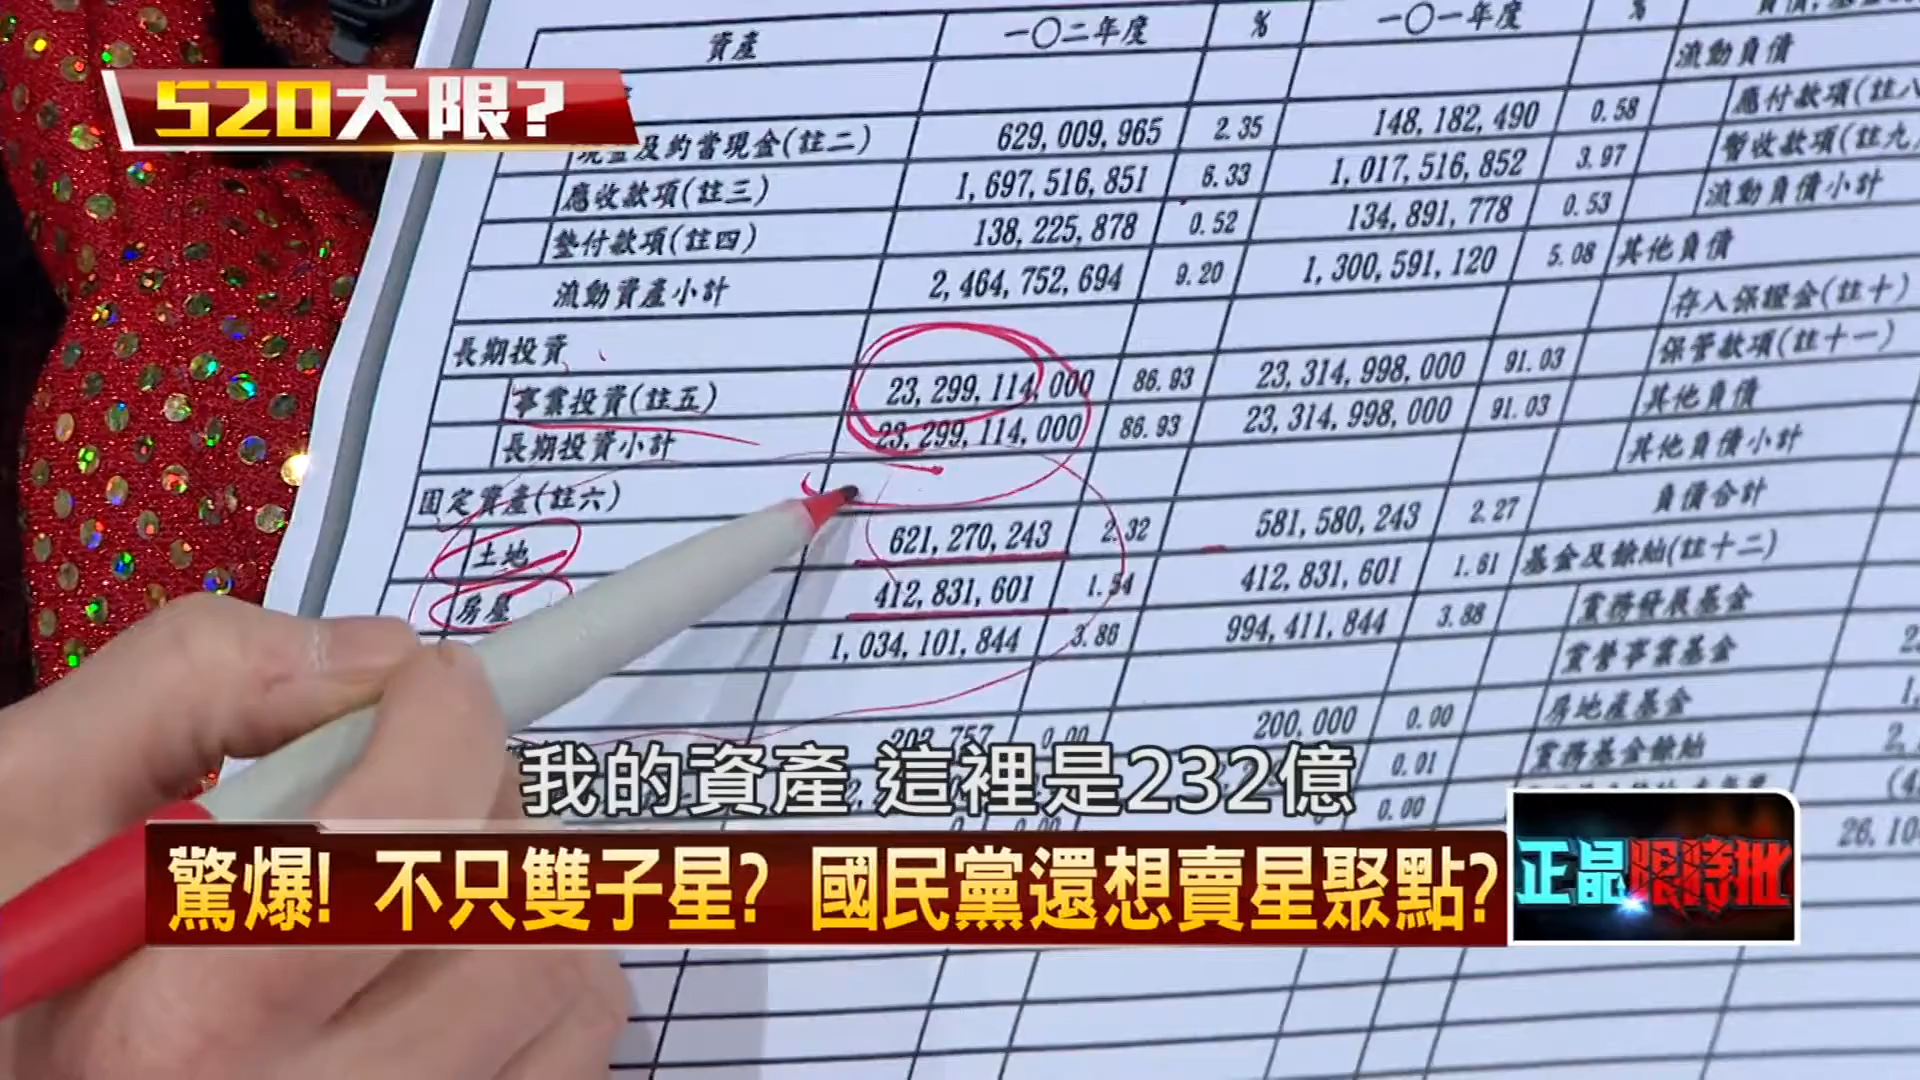 520大限?
資產 一〇二年度 % 一〇一年度 %
流動負債
現金及約當現金(註二) 629,009,965 2.35 148,182,490 0.58 應付款項(註八
應收款項(註三) 1,697,516,851 6.33 1,017,516,852 3.97 暫收款項(註九
墊付款項(註四) 138,225,878 0.52 134,891,778 0.53 流動負債小計
流動資產小計 2,464,752,694 9.20 1,300,591,120 5.08 其他負債
長期投資 存入保證金(註十)
事業投資(註五) 23,299,114,000 86.93 23,314,998,000 91.03 保管款項(註十一)
長期投資小計 23,299,114,000 86.93 23,314,998,000 91.03 其他負債
其他負債小計
固定資產(註六) 負債合計
土地 621,270,243 2.32 581,580,243 2.27 基金及餘絀(註十二)
房屋 412,831,601 1.54 412,831,601 1.61 黨務發展基金
1,034,101,844 3.86 994,411,844 3.88 黨營事業基金
房地產基金
203,757 0.00 200,000 0.00 黨務基金餘絀
0.01
0.00
26,10
我的資產 這裡是232億
驚爆! 不只雙子星? 國民黨還想賣星聚點?
正晶限時批